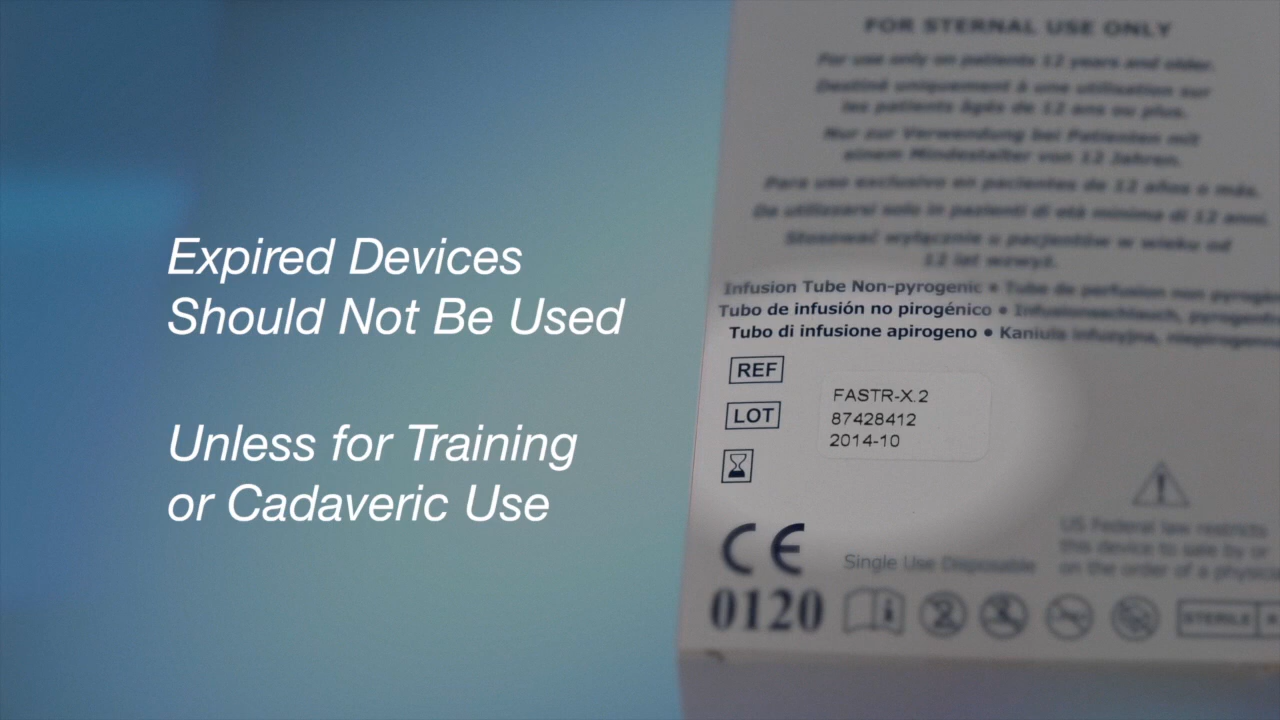 Expired Devices
Should Not Be Used
Unless for Training
or Cadaveric Use
FOR STERNAL USE ONLY
For use only on patients 12 years and older.
Destiné uniquement à une utilisation sur
les patients âgés de 12 ans ou plus.
Nur zur Verwendung bei Patienten mit
einem Mindestalter von 12 Jahren.
Para uso exclusivo en pacientes de 12 años o más.
Da utilizzarsi solo in pazienti di età minima di 12 anni.
Stosować wyłącznie u pacjentów w wieku od
12 lat wzwyż.
Infusion Tube Non-pyrogenic • Tube de perfusion non
Tubo de infusión no pirogénico • Infusionsschlauch,
Tubo di infusione apirogeno • Kaniula infuzyjna,
REF
FASTR-X.2
LOT
87428412
2014-10
CE
0120
Single Use Disposable
US Federal law restricts
this device to sale by or
on the order of a
STERILE